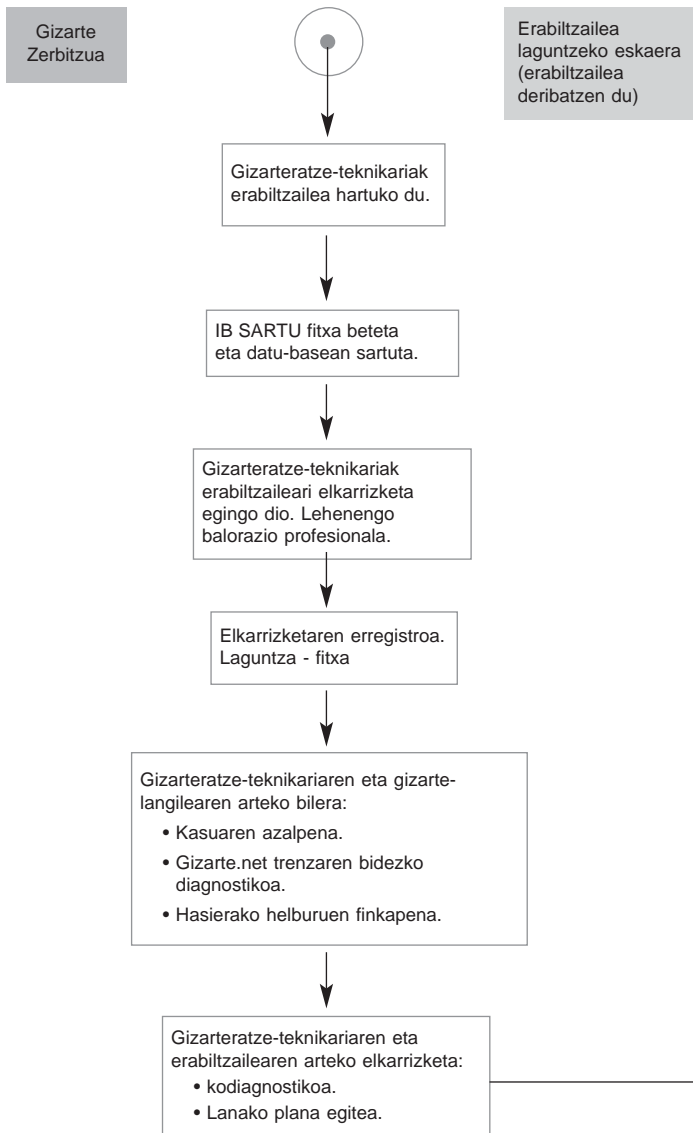 Gizarte
Zerbitzua
Erabiltzailea
laguntzeko eskaera
(erabiltzailea
deribatzen du)
Gizarteratze-teknikariak
erabiltzailea hartuko du.
IB SARTU fitxa beteta
eta datu-basean sartuta.
Gizarteratze-teknikariak
erabiltzaileari elkarrizketa
egingo dio. Lehenengo
balorazio profesionala.
Elkarrizketaren erregistroa.
Laguntza - fitxa
Gizarteratze-teknikariaren eta gizarte-
langilearen arteko bilera:
• Kasuaren azalpena.
• Gizarte.net trenzaren bidezko
diagnostikoa.
• Hasierako helburuen finkapena.
Gizarteratze-teknikariaren eta
erabiltzailearen arteko elkarrizketa:
• kodiagnostikoa.
• Lanako plana egitea.